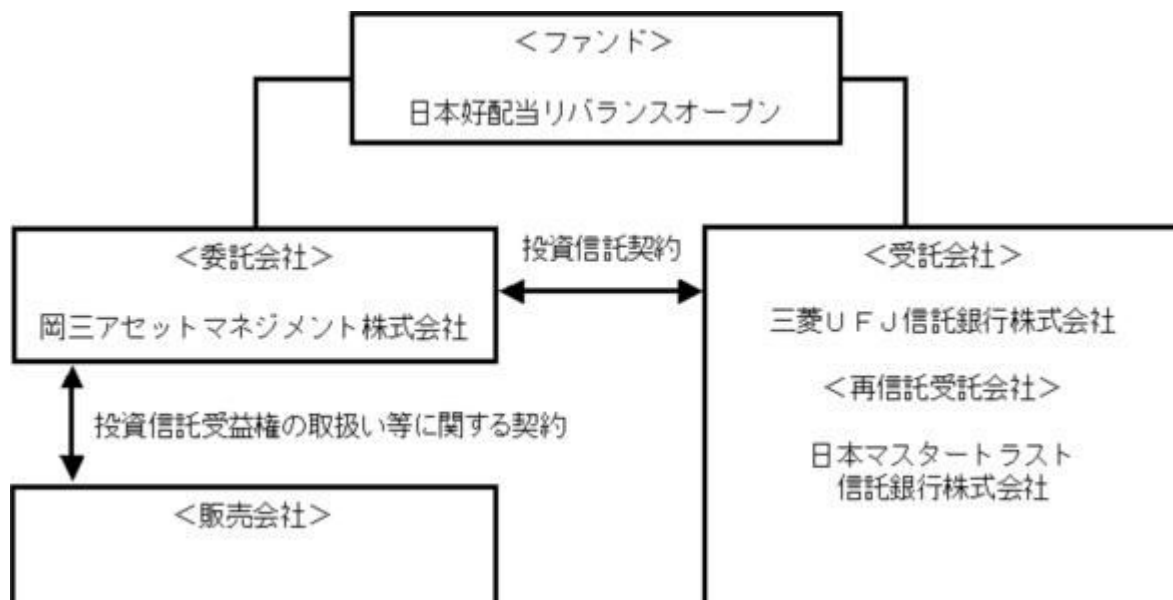 ＜ファンド＞
日本好配当リバランスオープン
＜委託会社＞
岡三アセットマネジメント株式会社
投資信託契約
＜受託会社＞
三菱ＵＦＪ信託銀行株式会社
＜再信託受託会社＞
日本マスタートラスト
信託銀行株式会社
投資信託受益権の取扱い等に関する契約
＜販売会社＞